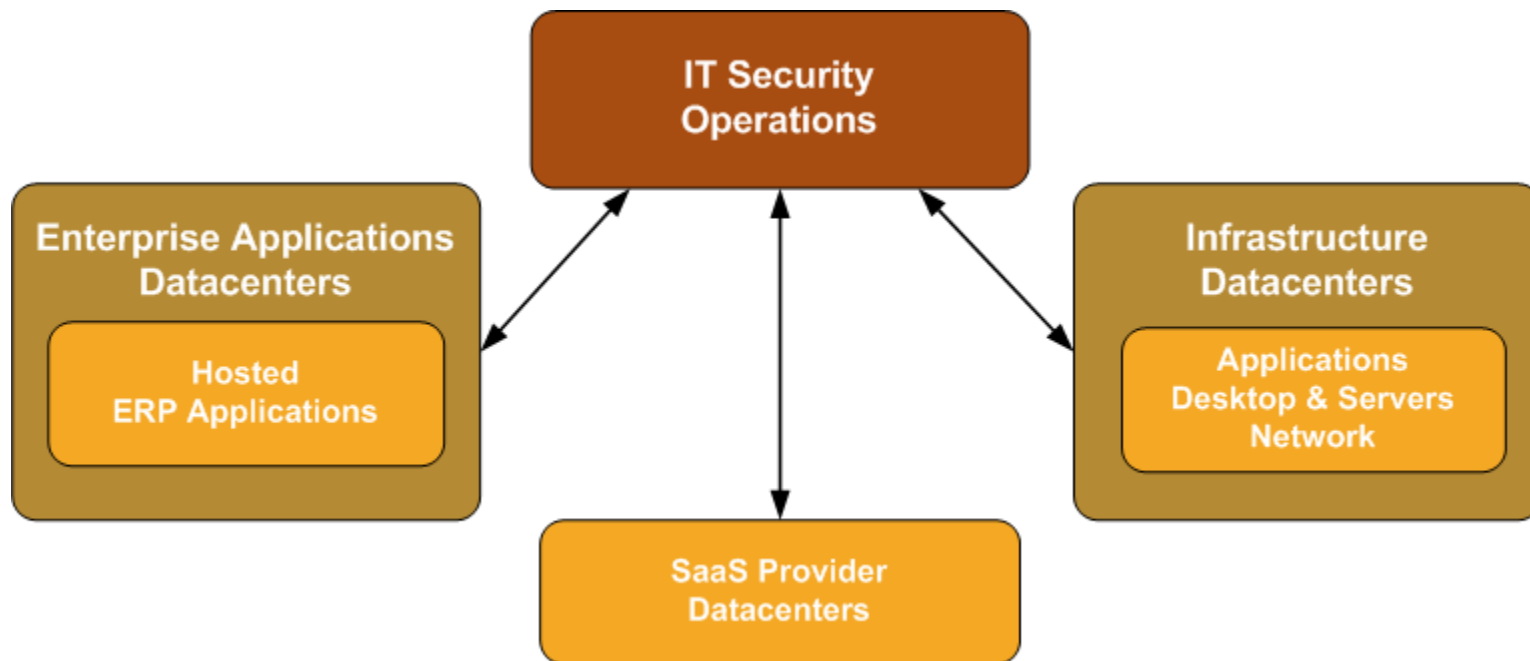 IT Security
Operations
Enterprise Applications
Datacenters
Hosted
ERP Applications
Infrastructure
Datacenters
Applications
Desktop & Servers
Network
SaaS Provider
Datacenters